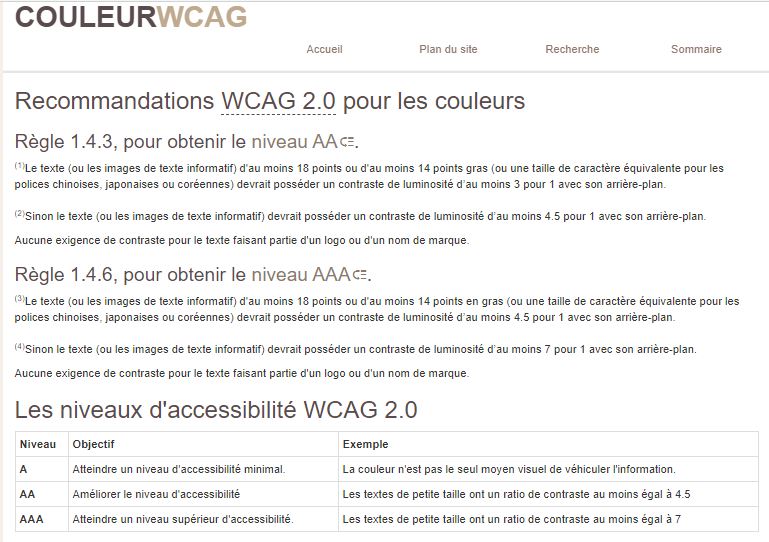 COULEURWCAG
Accueil Plan du site Recherche Sommaire
Recommandations WCAG 2.0 pour les couleurs
Règle 1.4.3, pour obtenir le niveau AA.
(1)Le texte (ou les images de texte informatif) d'au moins 18 points ou d'au moins 14 points gras (ou une taille de caractère équivalente pour les
polices chinoises, japonaises ou coréennes) devrait posséder un contraste de luminosité d'au moins 3 pour 1 avec son arrière-plan.
(2)Sinon le texte (ou les images de texte informatif) devrait posséder un contraste de luminosité d'au moins 4.5 pour 1 avec son arrière-plan.
Aucune exigence de contraste pour le texte faisant partie d'un logo ou d'un nom de marque.
Règle 1.4.6, pour obtenir le niveau AAA.
(3)Le texte (ou les images de texte informatif) d'au moins 18 points ou d'au moins 14 points en gras (ou une taille de caractère équivalente pour les
polices chinoises, japonaises ou coréennes) devrait posséder un contraste de luminosité d'au moins 4.5 pour 1 avec son arrière-plan.
(4)Sinon le texte (ou les images de texte informatif) devrait posséder un contraste de luminosité d'au moins 7 pour 1 avec son arrière-plan.
Aucune exigence de contraste pour le texte faisant partie d'un logo ou d'un nom de marque.
Les niveaux d'accessibilité WCAG 2.0
Niveau Objectif Exemple
A Atteindre un niveau d'accessibilité minimal. La couleur n'est pas le seul moyen visuel de véhiculer l'information.
AA Améliorer le niveau d'accessibilité Les textes de petite taille ont un ratio de contraste au moins égal à 4.5
AAA Atteindre un niveau supérieur d'accessibilité. Les textes de petite taille ont un ratio de contraste au moins égal à 7